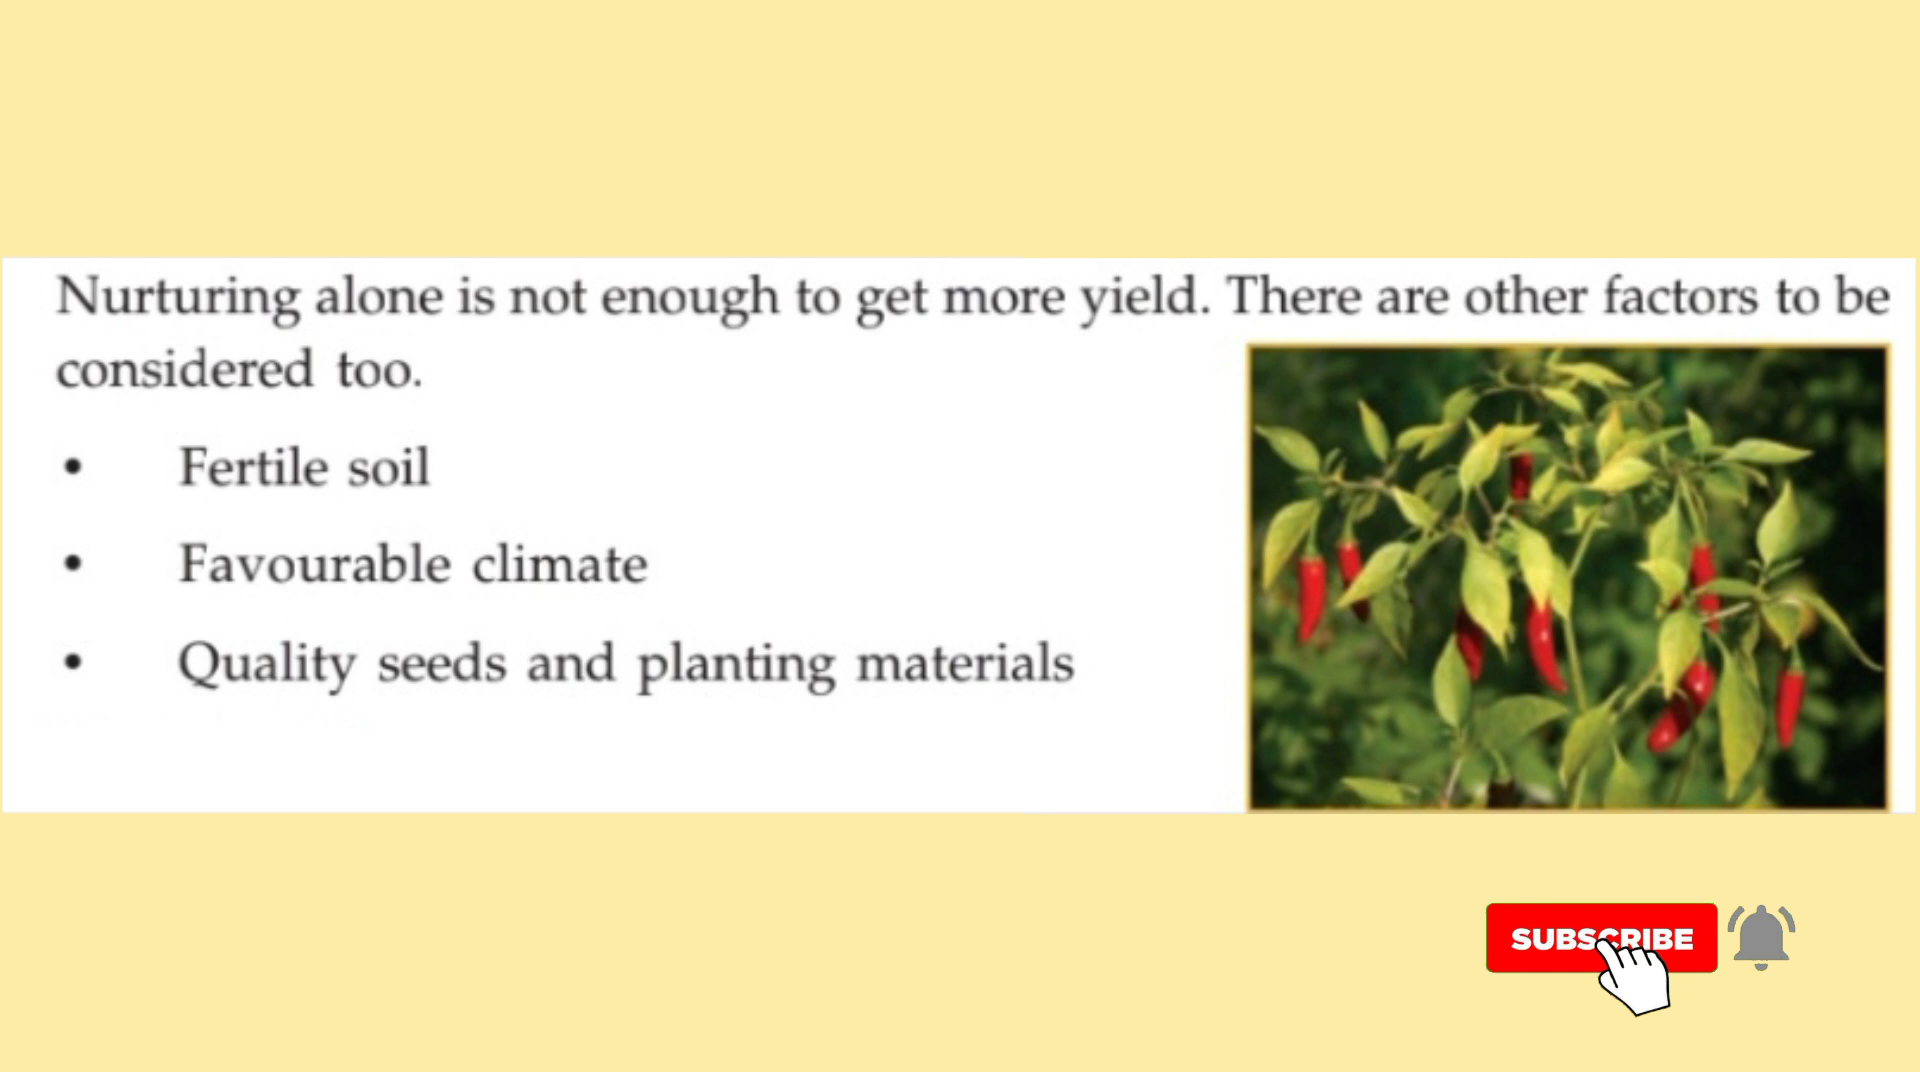 Nurturing alone is not enough to get more yield. There are other factors to be
considered too.
• Fertile soil
• Favourable climate
• Quality seeds and planting materials
SUBSCRIBE